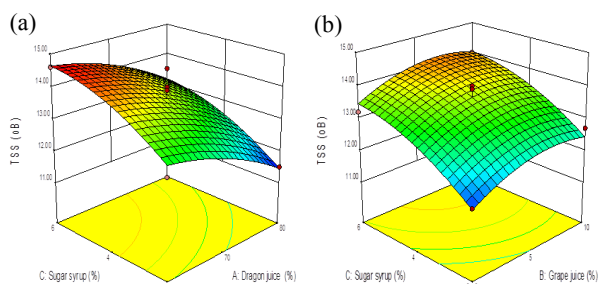 (a)
15.00
14.00
13.00
12.00
11.00
TSS (oB)
6
4
C: Sugar syrup (%)
80
70
A: Dragon juice (%)
(b)
15.00
14.00
13.00
12.00
11.00
TSS (oB)
6
4
C: Sugar syrup (%)
10
5
B: Grape juice (%)